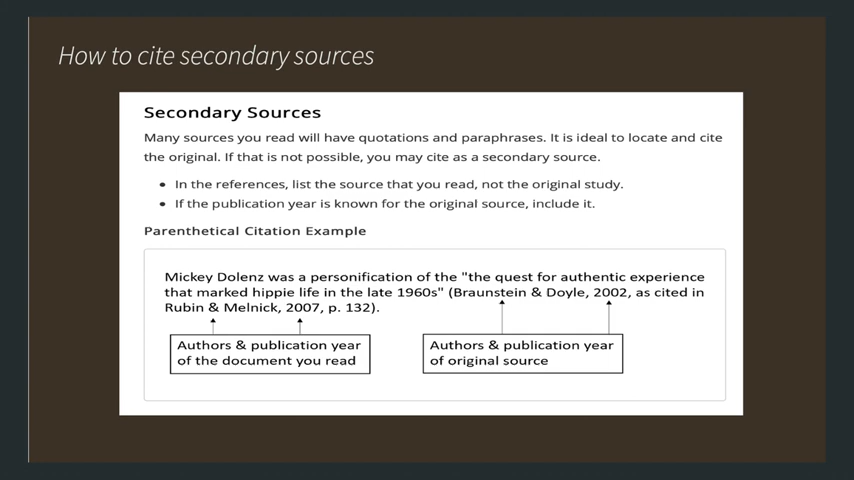 How to cite secondary sources
Secondary Sources
Many sources you read will have quotations and paraphrases. It is ideal to locate and cite
the original. If that is not possible, you may cite as a secondary source.
• In the references, list the source that you read, not the original study.
• If the publication year is known for the original source, include it.
Parenthetical Citation Example
Mickey Dolenz was a personification of the "the quest for authentic experience
that marked hippie life in the late 1960s" (Braunstein & Doyle, 2002, as cited in
Rubin & Melnick, 2007, p. 132).
Authors & publication year
of the document you read
Authors & publication year
of original source